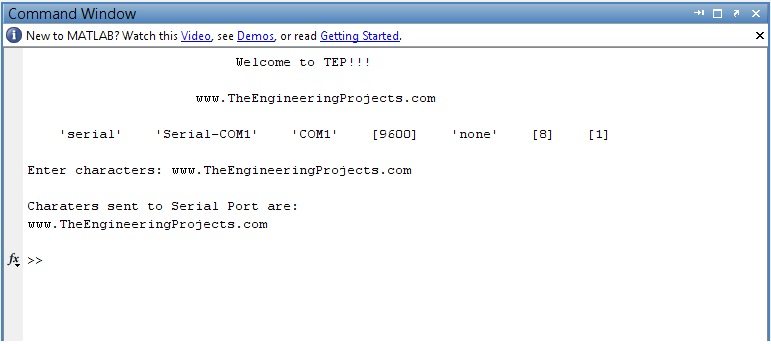 Command Window
New to MATLAB? Watch this Video, see Demos, or read Getting Started.
Welcome to TEP!!!
www.TheEngineeringProjects.com
'serial' 'Serial-COM1' 'COM1' [9600] 'none' [8] [1]
Enter characters: www.TheEngineeringProjects.com
Charaters sent to Serial Port are:
www.TheEngineeringProjects.com
fx >>